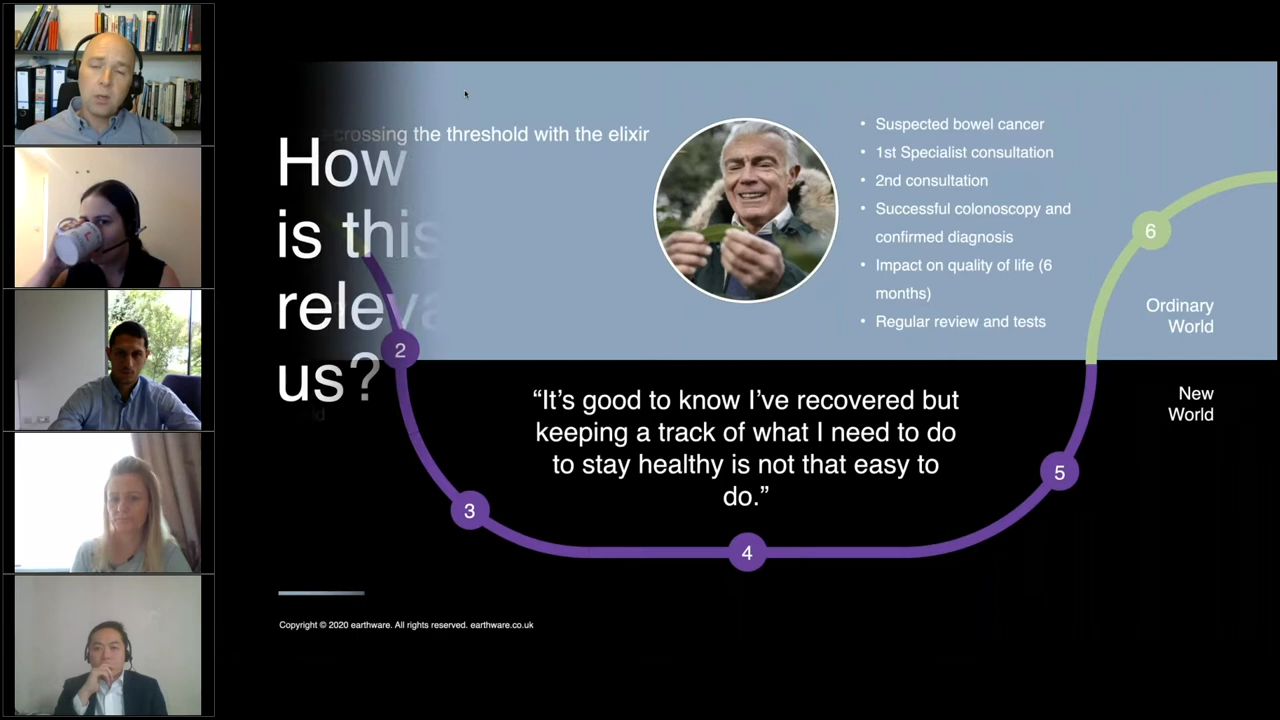 crossing the threshold with the elixir
How
is this
relev
us?
• Suspected bowel cancer
• 1st Specialist consultation
• 2nd consultation
• Successful colonoscopy and
confirmed diagnosis
• Impact on quality of life (6
months)
• Regular review and tests
6
Ordinary
World
2
New
World
“It’s good to know I’ve recovered but
keeping a track of what I need to do
to stay healthy is not that easy to
do.”
5
3
4
Copyright © 2020 earthware. All rights reserved. earthware.co.uk